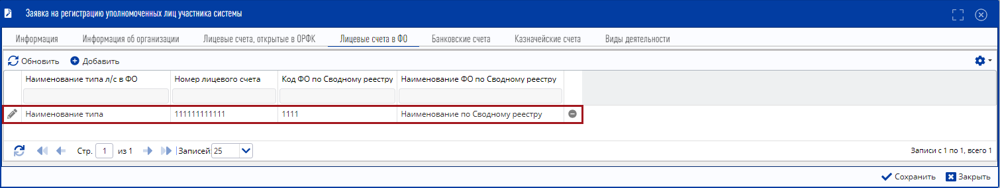 Заявка на регистрацию уполномоченных лиц участника системы
Информация Информация об организации Лицевые счета, открытые в ОРФК Лицевые счета в ФО Банковские счета Казначейские счета Виды деятельности
Обновить Добавить
Наименование типа л/с в ФО Номер лицевого счета Код ФО по Сводному реестру Наименование ФО по Сводному реестру
Наименование типа 111111111111 1111 Наименование по Сводному реестру
Стр. 1 из 1 Записей: 25 Записи с 1 по 1, всего 1
Сохранить Закрыть